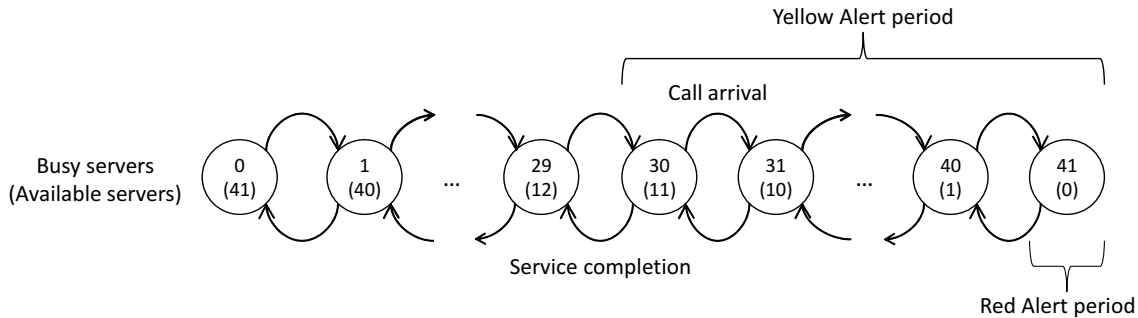 Yellow Alert period
Call arrival
Busy servers
(Available servers)
0
(41)
1
(40)
...
29
(12)
30
(11)
31
(10)
...
40
(1)
41
(0)
Service completion
Red Alert period